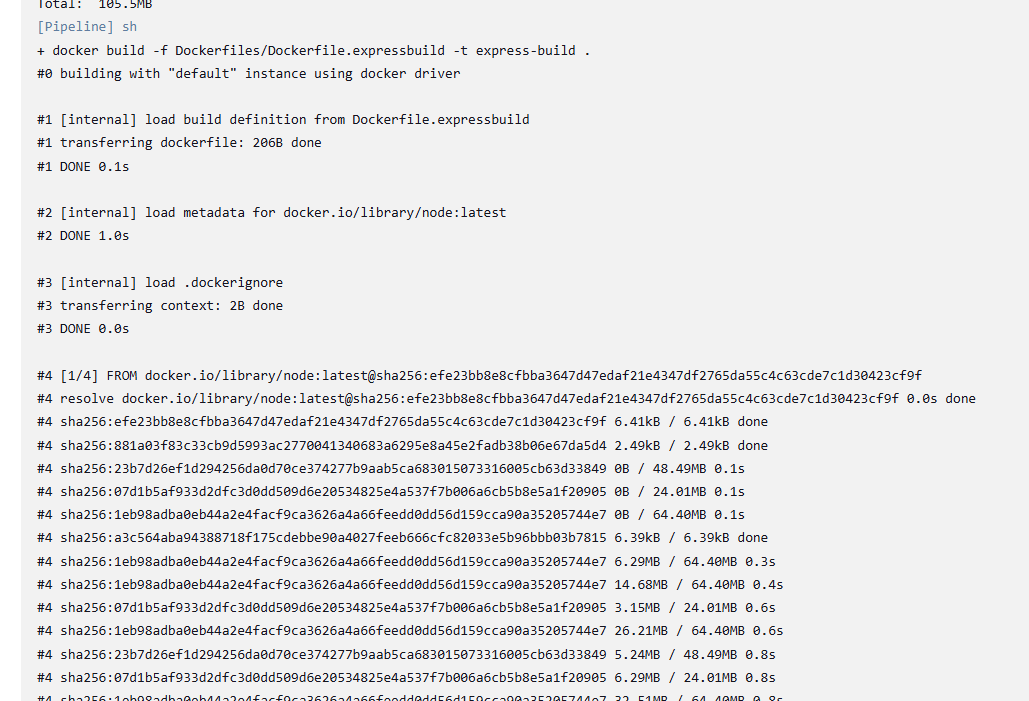 Total:  105.5MB
[Pipeline] sh
+ docker build -f Dockerfiles/Dockerfile.expressbuild -t express-build .
#0 building with "default" instance using docker driver
#1 [internal] load build definition from Dockerfile.expressbuild
#1 transferring dockerfile: 206B done
#1 DONE 0.1s
#2 [internal] load metadata for docker.io/library/node:latest
#2 DONE 1.0s
#3 [internal] load .dockerignore
#3 transferring context: 2B done
#3 DONE 0.0s
#4 [1/4] FROM docker.io/library/node:latest@sha256:efe23bb8e8cfbba3647d47edaf21e4347df2765da55c4c63cde7c1d30423cf9f
#4 resolve docker.io/library/node:latest@sha256:efe23bb8e8cfbba3647d47edaf21e4347df2765da55c4c63cde7c1d30423cf9f 0.0s done
#4 sha256:efe23bb8e8cfbba3647d47edaf21e4347df2765da55c4c63cde7c1d30423cf9f 6.41kB / 6.41kB done
#4 sha256:881a03f83c33cb9d5993ac2770041340683a6295e8a45e2fadb38b06e67da5d4 2.49kB / 2.49kB done
#4 sha256:23b7d26ef1d294256da0d70ce374277b9aab5ca683015073316005cb63d33849 0B / 48.49MB 0.1s
#4 sha256:07d1b5af933d2dfc3d0dd509d6e20534825e4a537f7b006a6cb5b8e5a1f20905 0B / 24.01MB 0.1s
#4 sha256:1eb98adba0eb44a2e4facf9ca3626a4a66feedd0dd56d159cca90a35205744e7 0B / 64.40MB 0.1s
#4 sha256:a3c564aba94388718f175cdebbe90a4027feeb666cfc82033e5b96bbb03b7815 6.39kB / 6.39kB done
#4 sha256:1eb98adba0eb44a2e4facf9ca3626a4a66feedd0dd56d159cca90a35205744e7 6.29MB / 64.40MB 0.3s
#4 sha256:1eb98adba0eb44a2e4facf9ca3626a4a66feedd0dd56d159cca90a35205744e7 14.68MB / 64.40MB 0.4s
#4 sha256:07d1b5af933d2dfc3d0dd509d6e20534825e4a537f7b006a6cb5b8e5a1f20905 3.15MB / 24.01MB 0.6s
#4 sha256:1eb98adba0eb44a2e4facf9ca3626a4a66feedd0dd56d159cca90a35205744e7 26.21MB / 64.40MB 0.6s
#4 sha256:23b7d26ef1d294256da0d70ce374277b9aab5ca683015073316005cb63d33849 5.24MB / 48.49MB 0.8s
#4 sha256:07d1b5af933d2dfc3d0dd509d6e20534825e4a537f7b006a6cb5b8e5a1f20905 6.29MB / 24.01MB 0.8s
#4 sha256:1eb98adba0eb44a2e4facf9ca3626a4a66feedd0dd56d159cca90a35205744e7 32.51MB / 64.40MB 0.8s